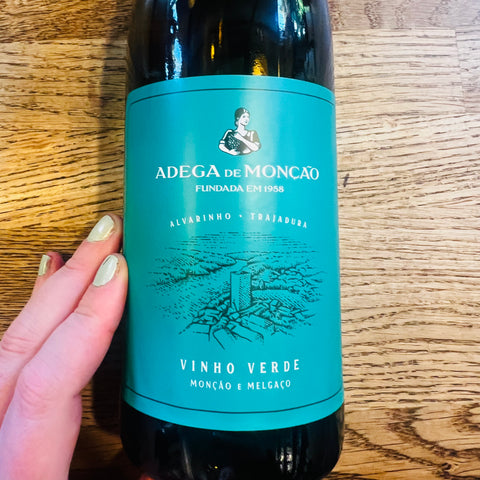 ADEGA DE MONÇÃO
FUNDADA EM 1958
ALVARINHO · TRAJADURA
VINHO VERDE
MONÇÃO E MELGAÇO